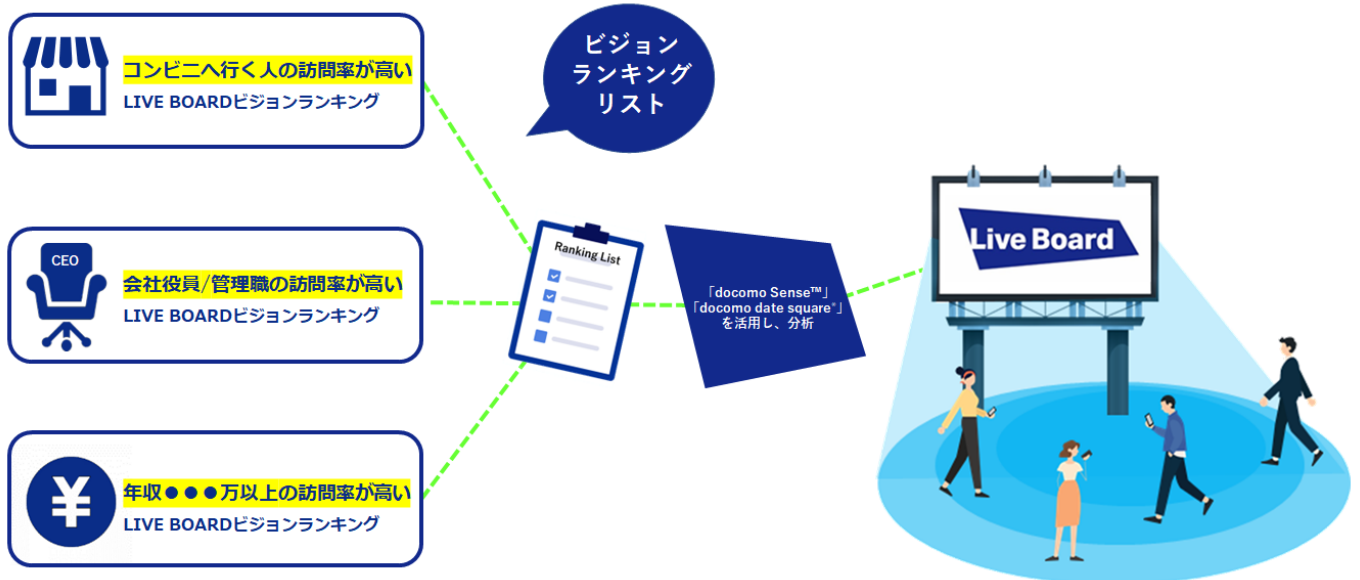 コンビニへ行く人の訪問率が高い
LIVE BOARDビジョンランキング
ビジョン
ランキング
リスト
CEO
会社役員/管理職の訪問率が高い
LIVE BOARDビジョンランキング
Ranking List
「docomo Sense™」
「docomo date square®」
を活用し、分析
Live Board
¥
年収●●●万以上の訪問率が高い
LIVE BOARDビジョンランキング